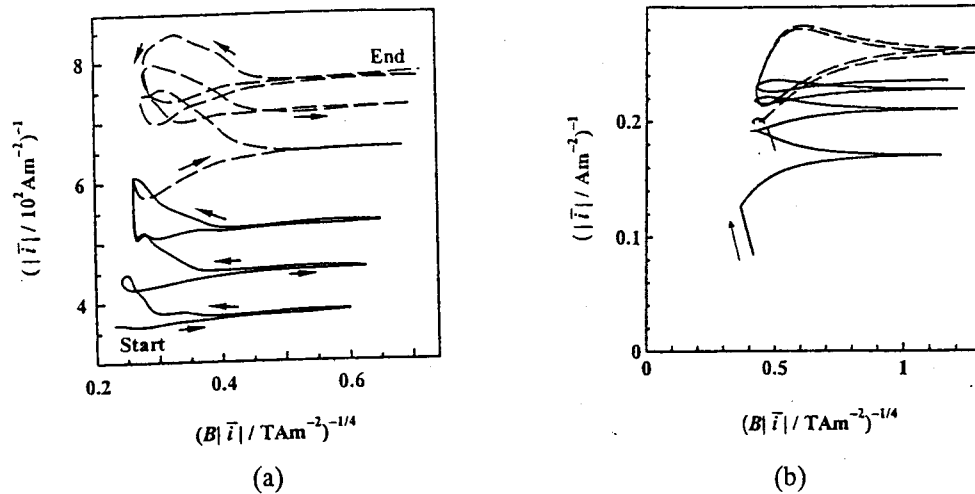 8
6
4
0.2
0.4
0.6
(|i̅| / 10²Am⁻²)⁻¹
(B| i̅ | / TAm⁻²)⁻¹/⁴
End
Start
(a)
0.2
0.1
0
0
0.5
1
(|i̅ | / Am⁻²)⁻¹
(B| i̅ | / TAm⁻²)⁻¹/⁴
(b)